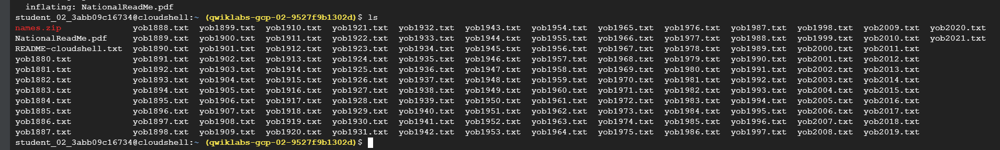 inflating: NationalReadMe.pdf
student_02_3abb09c16734@cloudshell:~ (qwiklabs-gcp-02-9527f9b1302d)$ ls
names.zip yob1888.txt yob1899.txt yob1910.txt yob1921.txt yob1932.txt yob1943.txt yob1954.txt yob1965.txt yob1976.txt yob1987.txt yob1998.txt yob2009.txt yob2020.txt
NationalReadMe.pdf yob1889.txt yob1900.txt yob1911.txt yob1922.txt yob1933.txt yob1944.txt yob1955.txt yob1966.txt yob1977.txt yob1988.txt yob1999.txt yob2010.txt yob2021.txt
README-cloudshell.txt yob1890.txt yob1901.txt yob1912.txt yob1923.txt yob1934.txt yob1945.txt yob1956.txt yob1967.txt yob1978.txt yob1989.txt yob2000.txt yob2011.txt
yob1880.txt yob1891.txt yob1902.txt yob1913.txt yob1924.txt yob1935.txt yob1946.txt yob1957.txt yob1968.txt yob1979.txt yob1990.txt yob2001.txt yob2012.txt
yob1881.txt yob1892.txt yob1903.txt yob1914.txt yob1925.txt yob1936.txt yob1947.txt yob1958.txt yob1969.txt yob1980.txt yob1991.txt yob2002.txt yob2013.txt
yob1882.txt yob1893.txt yob1904.txt yob1915.txt yob1926.txt yob1937.txt yob1948.txt yob1959.txt yob1970.txt yob1981.txt yob1992.txt yob2003.txt yob2014.txt
yob1883.txt yob1894.txt yob1905.txt yob1916.txt yob1927.txt yob1938.txt yob1949.txt yob1960.txt yob1971.txt yob1982.txt yob1993.txt yob2004.txt yob2015.txt
yob1884.txt yob1895.txt yob1906.txt yob1917.txt yob1928.txt yob1939.txt yob1950.txt yob1961.txt yob1972.txt yob1983.txt yob1994.txt yob2005.txt yob2016.txt
yob1885.txt yob1896.txt yob1907.txt yob1918.txt yob1929.txt yob1940.txt yob1951.txt yob1962.txt yob1973.txt yob1984.txt yob1995.txt yob2006.txt yob2017.txt
yob1886.txt yob1897.txt yob1908.txt yob1919.txt yob1930.txt yob1941.txt yob1952.txt yob1963.txt yob1974.txt yob1985.txt yob1996.txt yob2007.txt yob2018.txt
yob1887.txt yob1898.txt yob1909.txt yob1920.txt yob1931.txt yob1942.txt yob1953.txt yob1964.txt yob1975.txt yob1986.txt yob1997.txt yob2008.txt yob2019.txt
student_02_3abb09c16734@cloudshell:~ (qwiklabs-gcp-02-9527f9b1302d)$